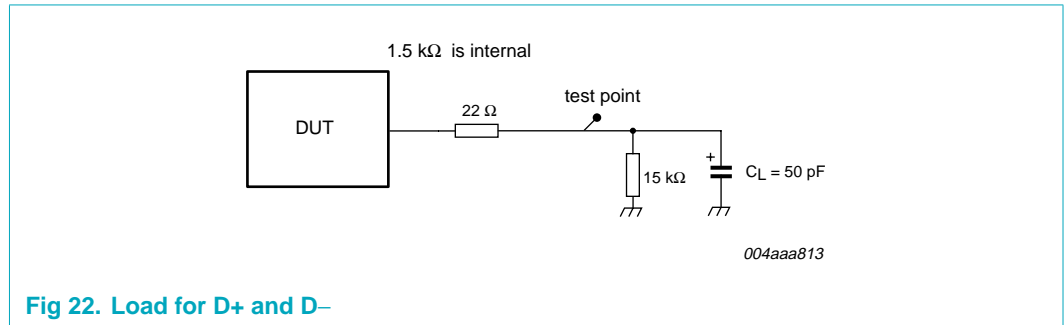 1.5 kΩ is internal
DUT
22 Ω
test point
15 kΩ
+
CL = 50 pF
004aaa813
Fig 22. Load for D+ and D−